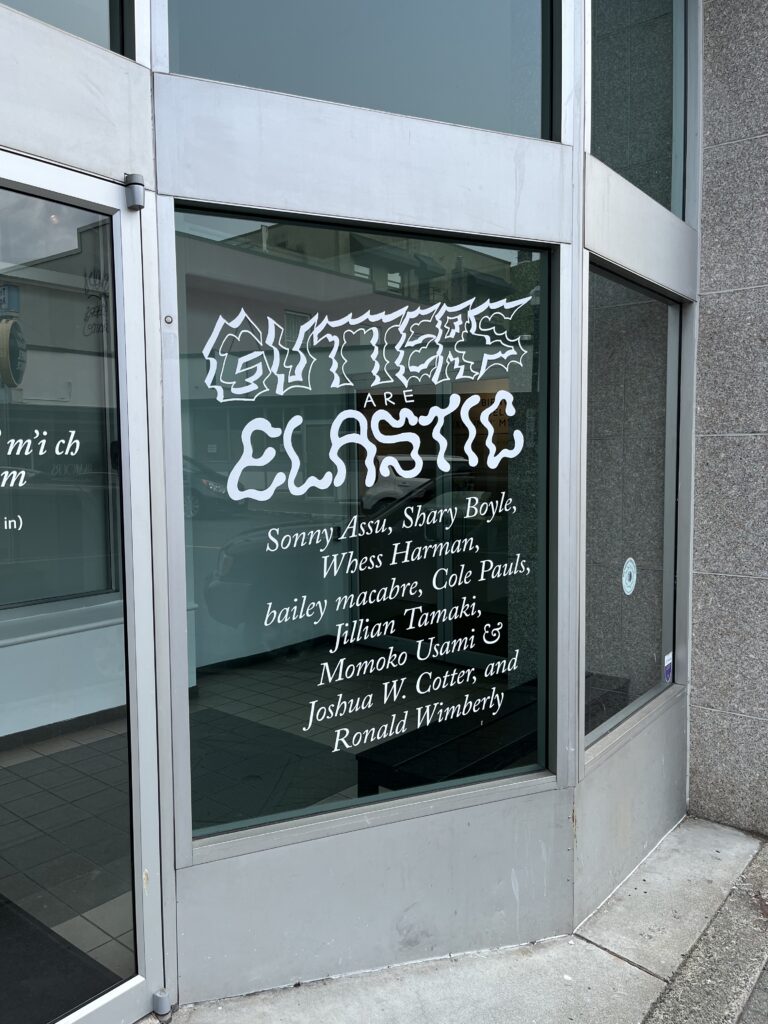 GUTTERS
ARE
ELASTIC
Sonny Assu, Shary Boyle,
Whess Harman,
bailey macabre, Cole Pauls,
Jillian Tamaki,
Momoko Usami &
Joshua W. Cotter, and
Ronald Wimberly
m'i ch
m
in)